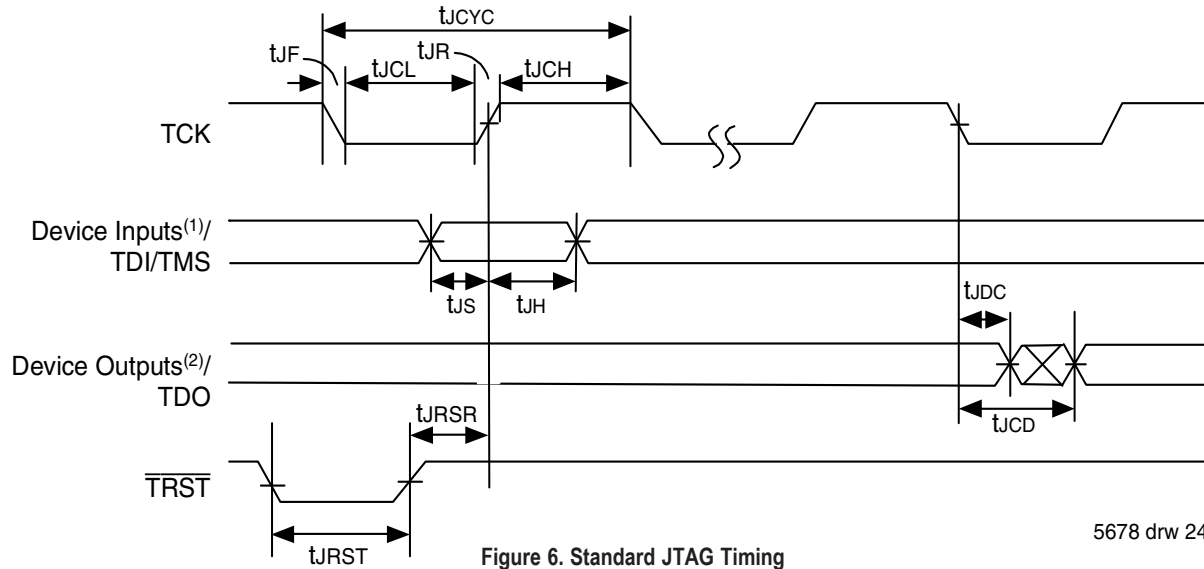 tJCYC
tJF
tJR
tJCL
tJCH
TCK
Device Inputs(1)/
TDI/TMS
tJS
tJH
tJDC
Device Outputs(2)/
TDO
tJRSR
tJCD
TRST
tJRST
5678 drw 24
Figure 6. Standard JTAG Timing